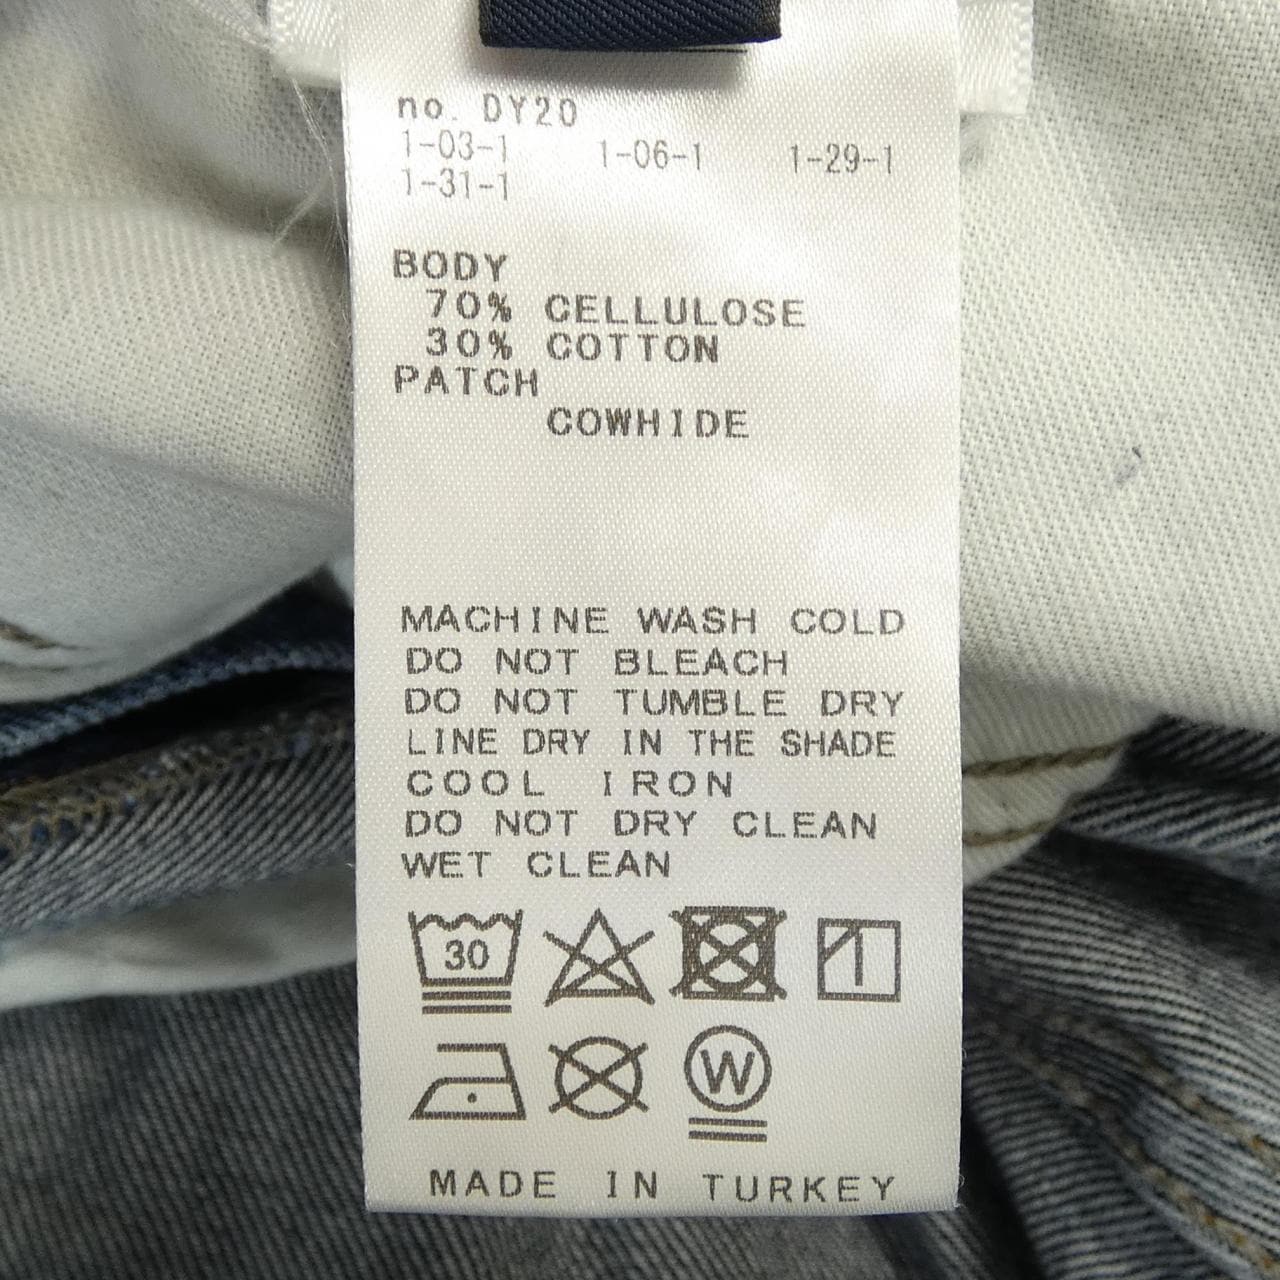 no. DY20
1-03-1 1-06-1 1-29-1
1-31-1
BODY
70% CELLULOSE
30% COTTON
PATCH
COWHIDE
MACHINE WASH COLD
DO NOT BLEACH
DO NOT TUMBLE DRY
LINE DRY IN THE SHADE
COOL IRON
DO NOT DRY CLEAN
WET CLEAN
30
W
MADE IN TURKEY